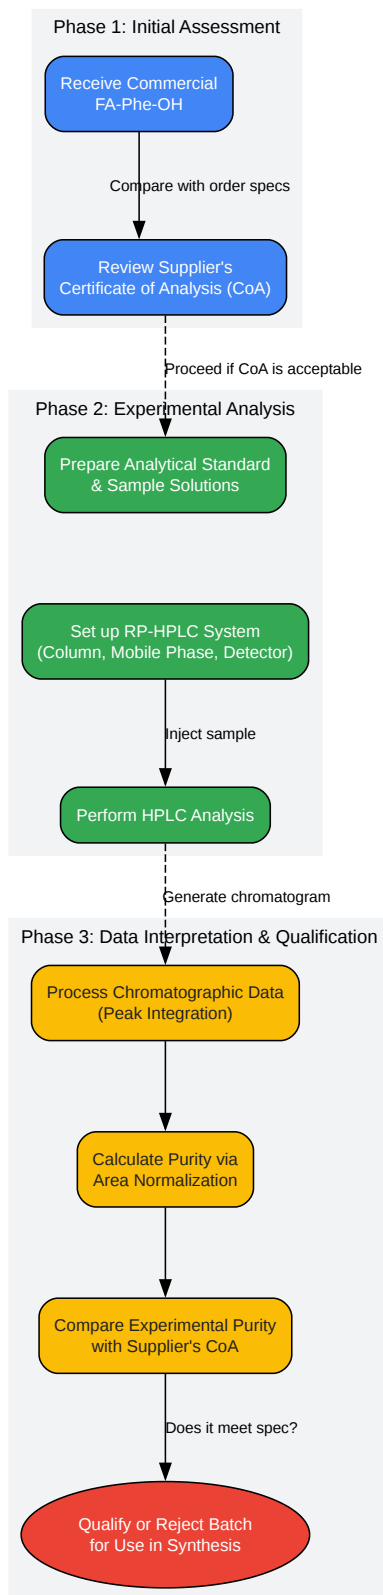 Phase 1: Initial Assessment
Receive Commercial
FA-Phe-OH
Compare with order specs
Review Supplier's
Certificate of Analysis (CoA)
Proceed if CoA is acceptable
Phase 2: Experimental Analysis
Prepare Analytical Standard
& Sample Solutions
Set up RP-HPLC System
(Column, Mobile Phase, Detector)
Inject sample
Perform HPLC Analysis
Generate chromatogram
Phase 3: Data Interpretation & Qualification
Process Chromatographic Data
(Peak Integration)
Calculate Purity via
Area Normalization
Compare Experimental Purity
with Supplier's CoA
Does it meet spec?
Qualify or Reject Batch
for Use in Synthesis